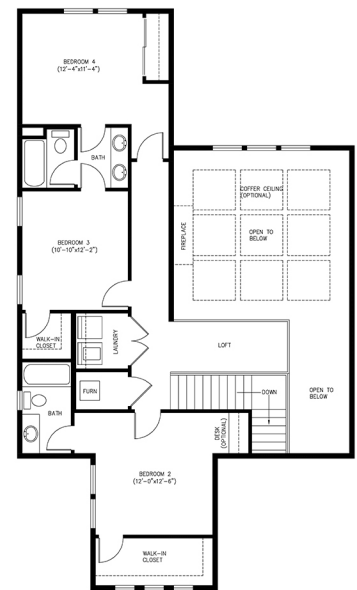 BEDROOM 4
(12'-4"x11'-4")
BATH
COFFER CEILING
(OPTIONAL)
FIREPLACE
OPEN TO
BELOW
BEDROOM 3
(10'-10"x12'-2")
WALK-IN
CLOSET
LAUNDRY
LOFT
FURN
DOWN
OPEN TO
BELOW
BATH
DESK
(OPTIONAL)
BEDROOM 2
(12'-0"x12'-6")
WALK-IN
CLOSET